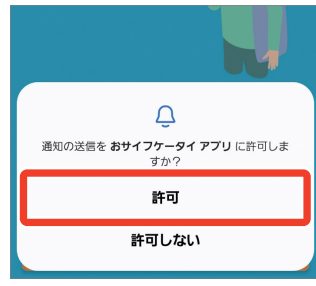 通知の送信を おサイフケータイ アプリ に許可しま
すか？
許可
許可しない